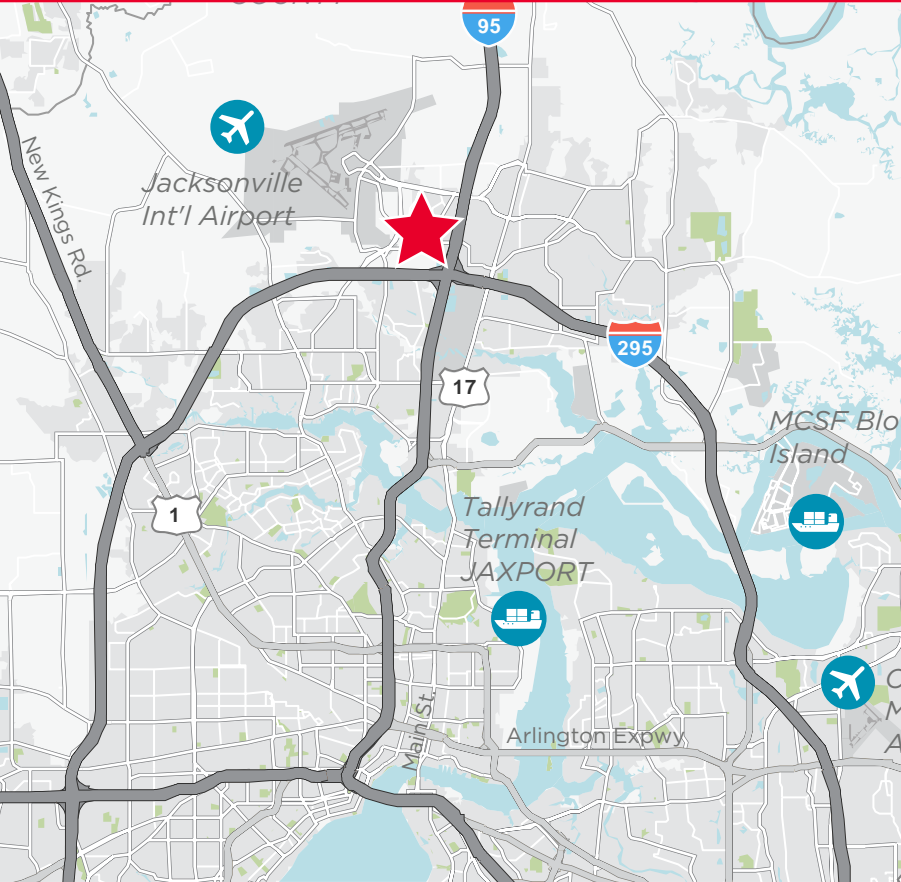 95
New Kings Rd.
Jacksonville
Int'l Airport
295
17
MCSF Blo
Island
1
Tallyrand
Terminal
JAXPORT
Main St.
Arlington Expwy